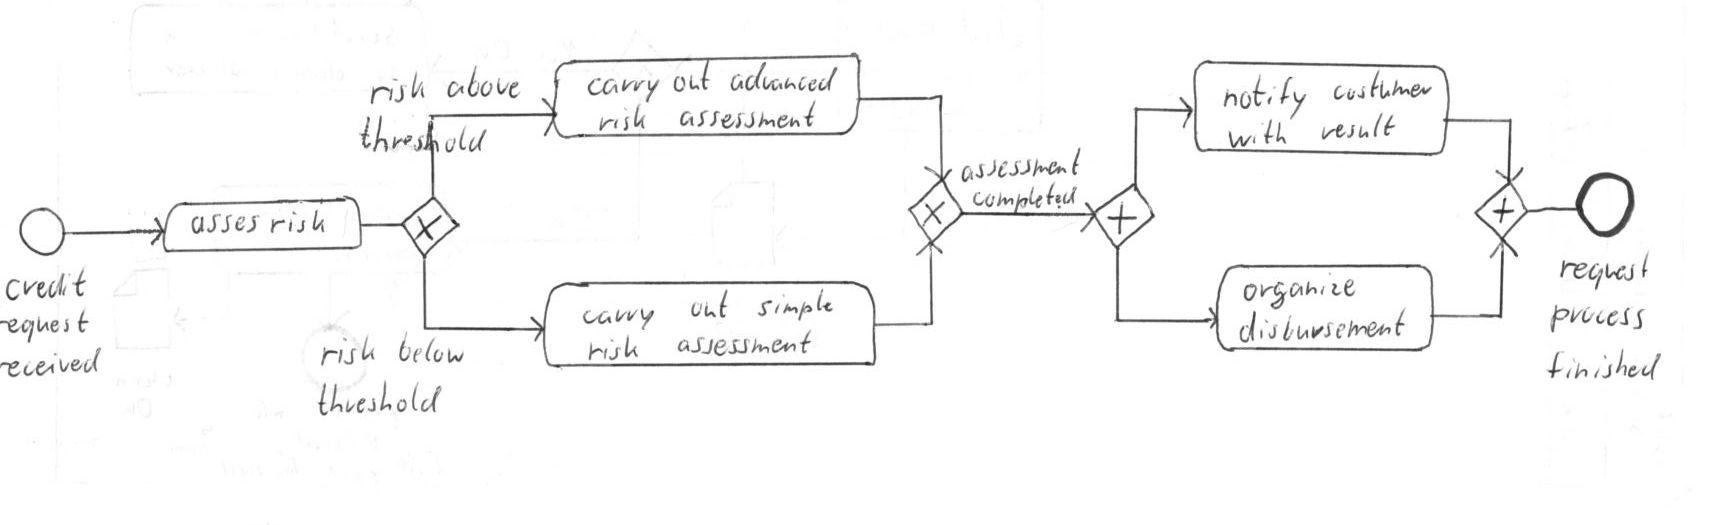 credit
request
received
asses risk
risk above
threshold
risk below
threshold
carry out advanced
risk assessment
carry out simple
risk assessment
assessment
completed
notify costumer
with result
organize
disbursement
request
process
finished